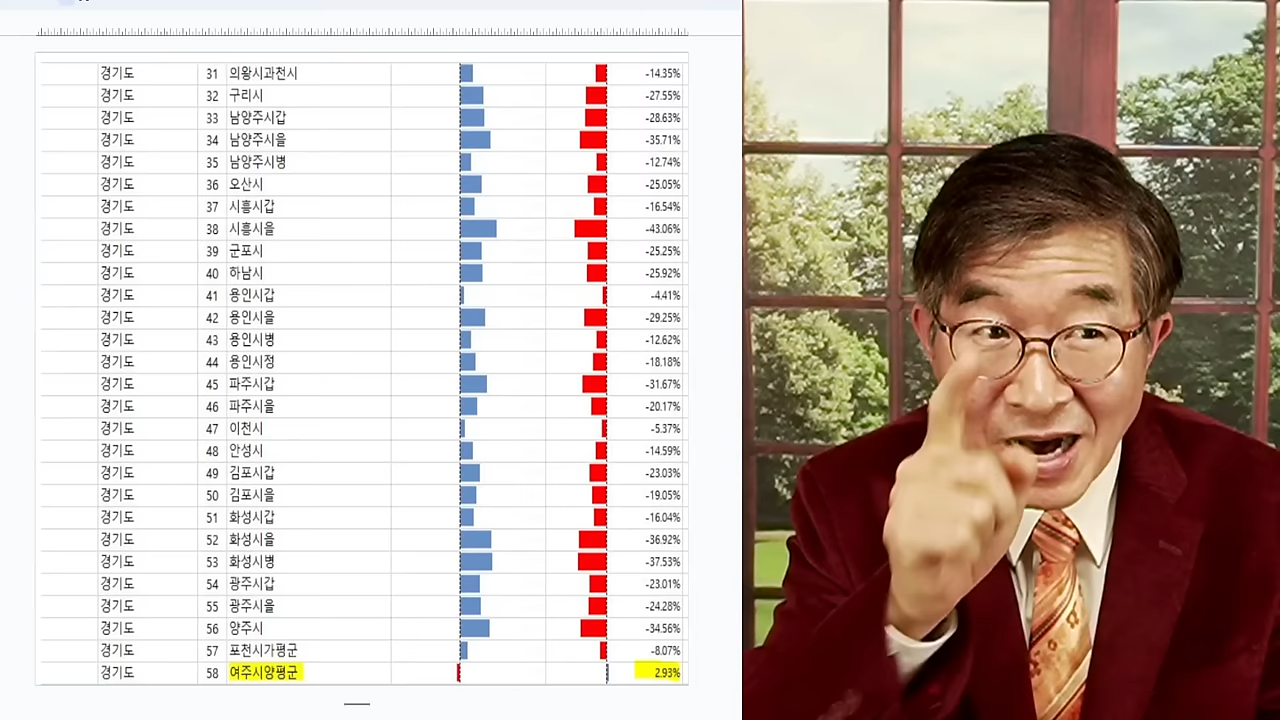 경기도 31 의왕시과천시 -14.35%
경기도 32 구리시 -27.55%
경기도 33 남양주시갑 -28.63%
경기도 34 남양주시을 -35.71%
경기도 35 남양주시병 -12.74%
경기도 36 오산시 -25.05%
경기도 37 시흥시갑 -16.54%
경기도 38 시흥시을 -43.06%
경기도 39 군포시 -25.25%
경기도 40 하남시 -25.92%
경기도 41 용인시갑 -4.41%
경기도 42 용인시을 -29.25%
경기도 43 용인시병 -12.62%
경기도 44 용인시정 -18.18%
경기도 45 파주시갑 -31.67%
경기도 46 파주시을 -20.17%
경기도 47 이천시 -5.37%
경기도 48 안성시 -14.59%
경기도 49 김포시갑 -23.03%
경기도 50 김포시을 -19.05%
경기도 51 화성시갑 -16.04%
경기도 52 화성시을 -36.92%
경기도 53 화성시병 -37.53%
경기도 54 광주시갑 -23.01%
경기도 55 광주시을 -24.28%
경기도 56 양주시 -34.56%
경기도 57 포천시가평군 -8.07%
경기도 58 여주시양평군 2.93%